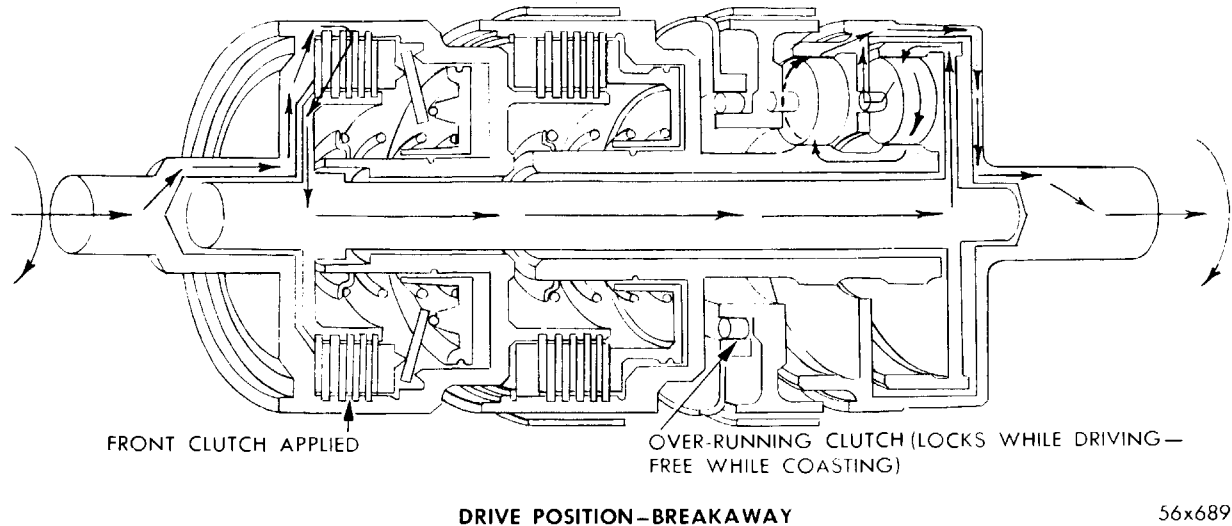 FRONT CLUTCH APPLIED
OVER-RUNNING CLUTCH (LOCKS WHILE DRIVING—
FREE WHILE COASTING)
DRIVE POSITION–BREAKAWAY
56x689